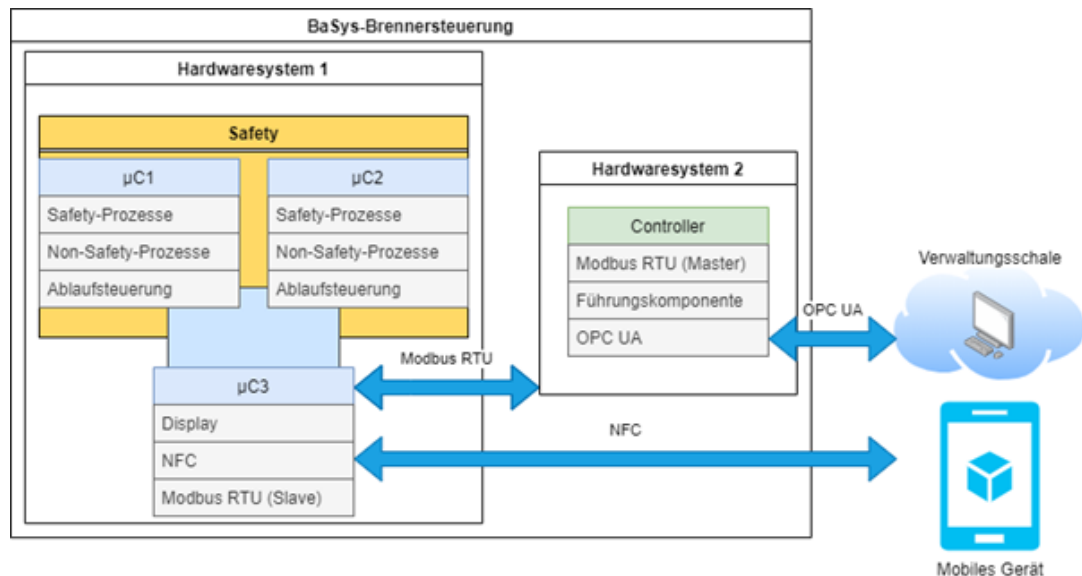 BaSys-Brennersteuerung
Hardwaresystem 1
Safety
µC1
Safety-Prozesse
Non-Safety-Prozesse
Ablaufsteuerung
µC2
Safety-Prozesse
Non-Safety-Prozesse
Ablaufsteuerung
µC3
Display
NFC
Modbus RTU (Slave)
Modbus RTU
Hardwaresystem 2
Controller
Modbus RTU (Master)
Führungskomponente
OPC UA
OPC UA
Verwaltungsschale
NFC
Mobiles Gerät